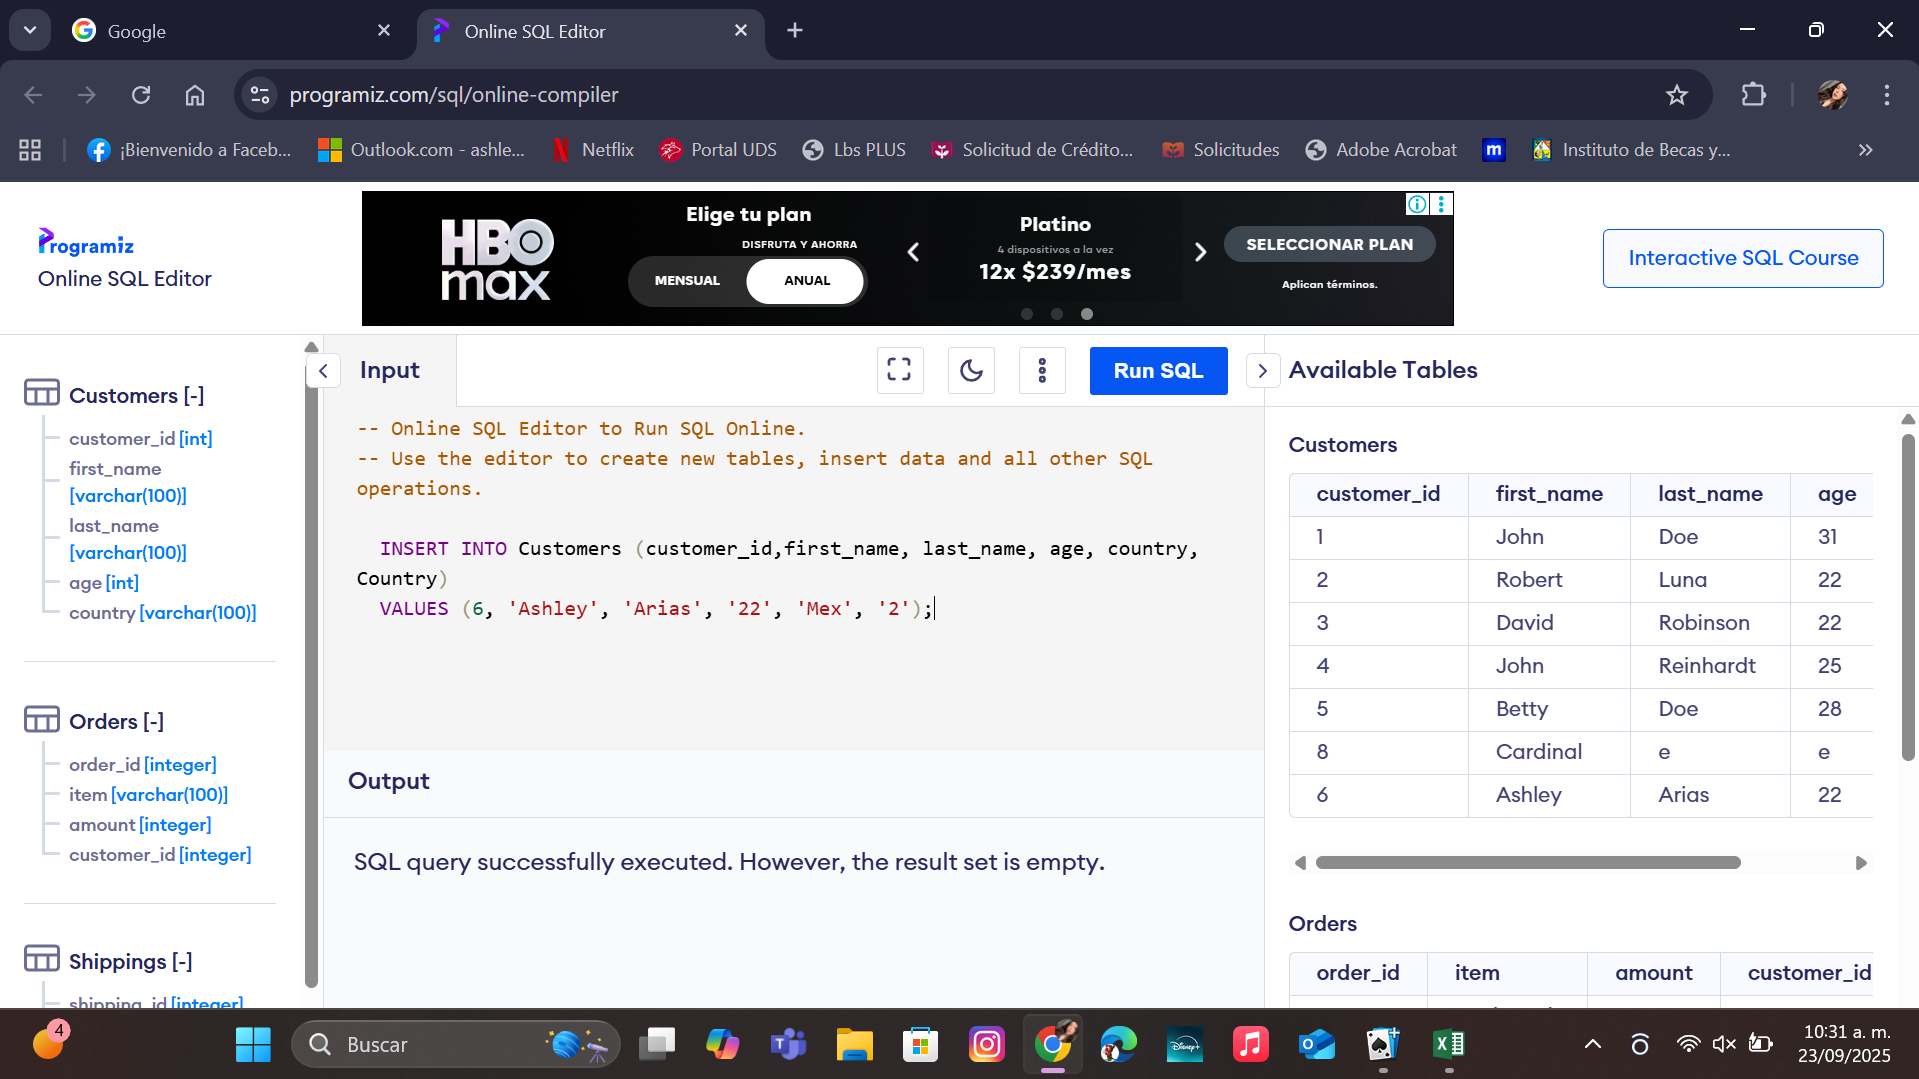 Google
Online SQL Editor
programiz.com/sql/online-compiler
¡Bienvenido a Faceb...
Outlook.com - ashle...
Netflix
Portal UDS
Lbs PLUS
Solicitud de Crédito...
Solicitudes
Adobe Acrobat
m
Instituto de Becas y...
Programiz
Online SQL Editor
HBO
max
Elige tu plan
DISFRUTA Y AHORRA
MENSUAL
ANUAL
Platino
4 dispositivos a la vez
12x $239/mes
SELECCIONAR PLAN
Aplican términos.
Interactive SQL Course
Customers [-]
customer_id [int]
first_name
[varchar(100)]
last_name
[varchar(100)]
age [int]
country [varchar(100)]
Orders [-]
order_id [integer]
item [varchar(100)]
amount [integer]
customer_id [integer]
Shippings [-]
shipping_id [integer]
Input
Run SQL
-- Online SQL Editor to Run SQL Online.
-- Use the editor to create new tables, insert data and all other SQL
operations.
INSERT INTO Customers (customer_id,first_name, last_name, age, country,
Country)
VALUES (6, 'Ashley', 'Arias', '22', 'Mex', '2');
Output
SQL query successfully executed. However, the result set is empty.
Available Tables
Customers
customer_id first_name last_name age
1 John Doe 31
2 Robert Luna 22
3 David Robinson 22
4 John Reinhardt 25
5 Betty Doe 28
8 Cardinal e e
6 Ashley Arias 22
Orders
order_id item amount customer_id
4
Buscar
Disney+
10:31 a. m.
23/09/2025